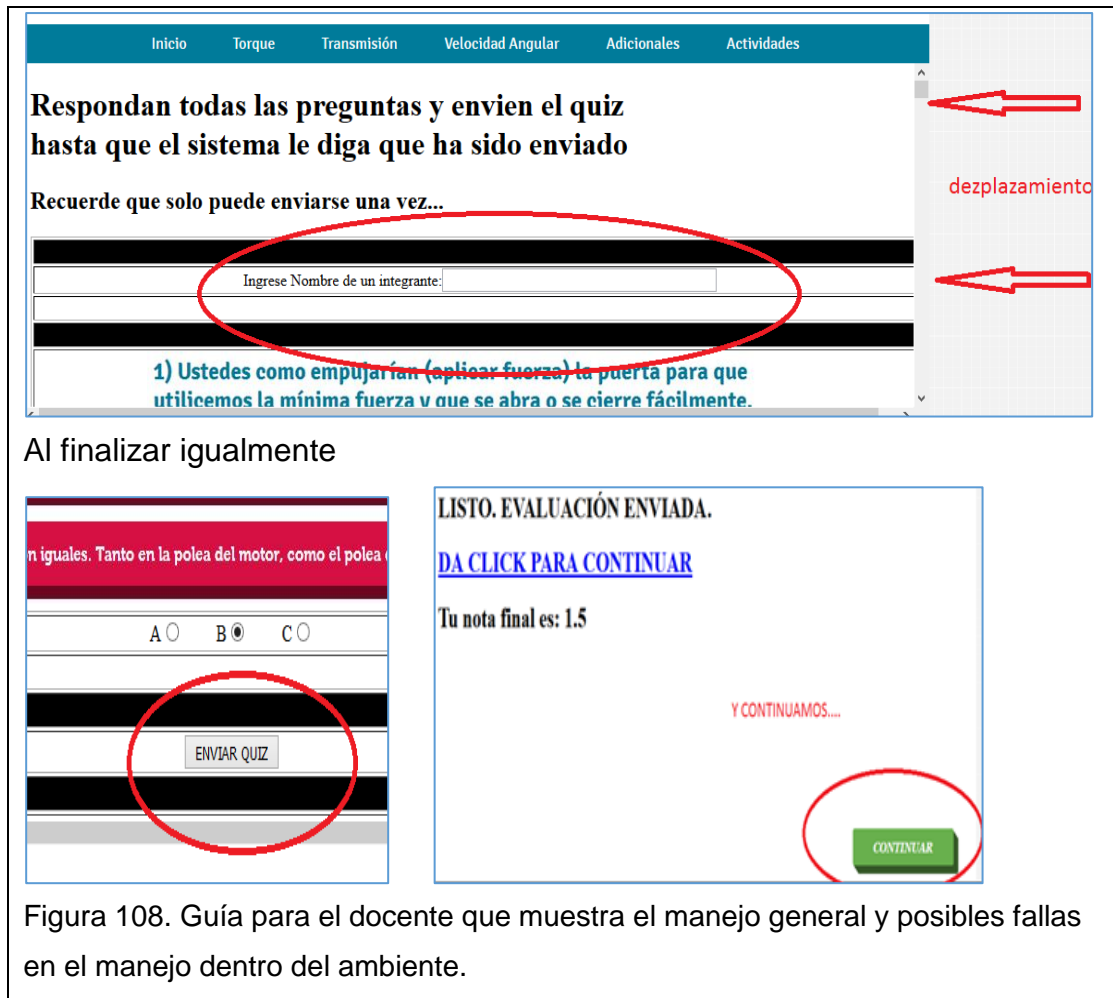 Inicio Torque Transmisión Velocidad Angular Adicionales Actividades
Respondan todas las preguntas y envien el quiz
hasta que el sistema le diga que ha sido enviado
dezplazamiento
Recuerde que solo puede enviarse una vez...
Ingrese Nombre de un integrante:
1) Ustedes como empujarían (aplicar fuerza) la puerta para que
utilicemos la mínima fuerza y que se abra o se cierre fácilmente.
Al finalizar igualmente
n iguales. Tanto en la polea del motor, como el polea
A B C
ENVIAR QUIZ
LISTO. EVALUACIÓN ENVIADA.
DA CLICK PARA CONTINUAR
Tu nota final es: 1.5
Y CONTINUAMOS....
CONTINUAR
Figura 108. Guía para el docente que muestra el manejo general y posibles fallas
en el manejo dentro del ambiente.